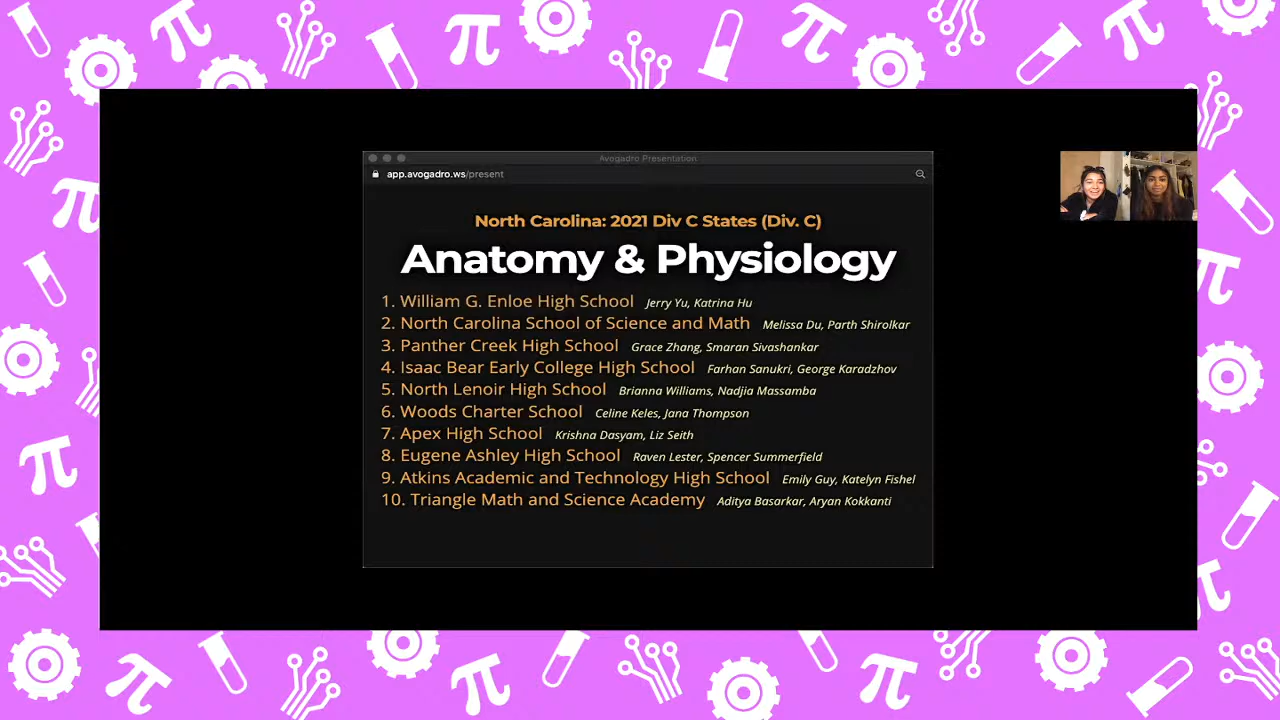 Avogadro Presentation
app.avogadro.ws/present
North Carolina: 2021 Div C States (Div. C)
Anatomy & Physiology
1. William G. Enloe High School Jerry Yu, Katrina Hu
2. North Carolina School of Science and Math Melissa Du, Parth Shirolkar
3. Panther Creek High School Grace Zhang, Smaran Sivashankar
4. Isaac Bear Early College High School Farhan Sanukri, George Karadzhov
5. North Lenoir High School Brianna Williams, Nadjia Massamba
6. Woods Charter School Celine Keles, Jana Thompson
7. Apex High School Krishna Dasyam, Liz Seith
8. Eugene Ashley High School Raven Lester, Spencer Summerfield
9. Atkins Academic and Technology High School Emily Guy, Katelyn Fishel
10. Triangle Math and Science Academy Aditya Basarkar, Aryan Kokkanti